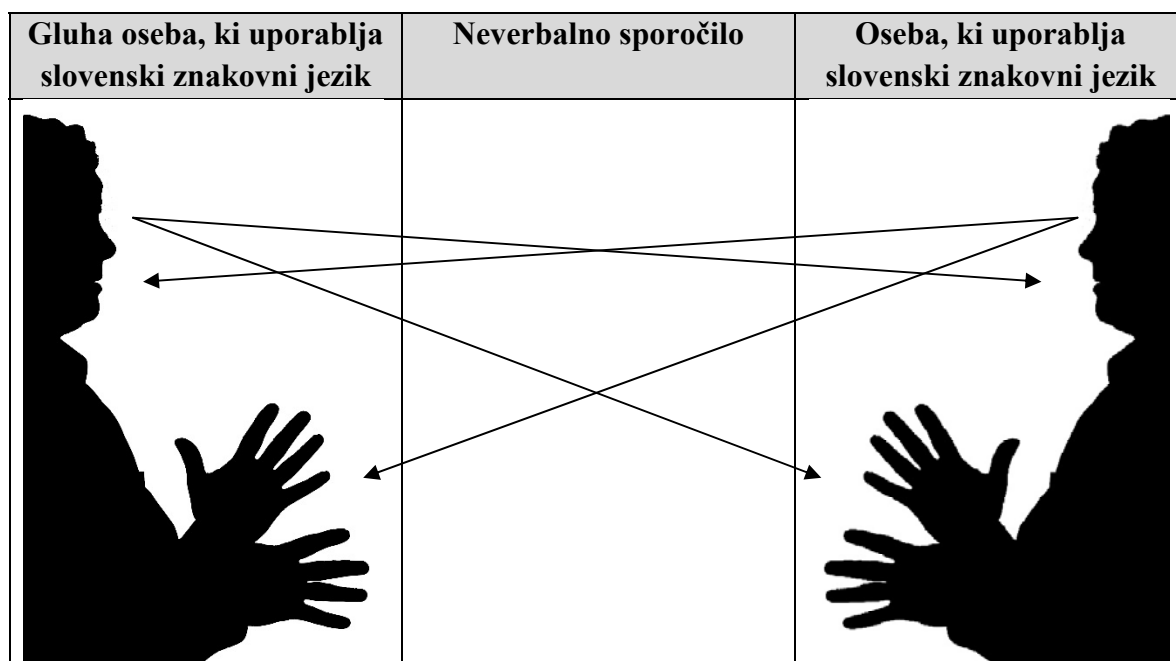 Gluha oseba, ki uporablja
slovenski znakovni jezik
Neverbalno sporočilo
Oseba, ki uporablja
slovenski znakovni jezik